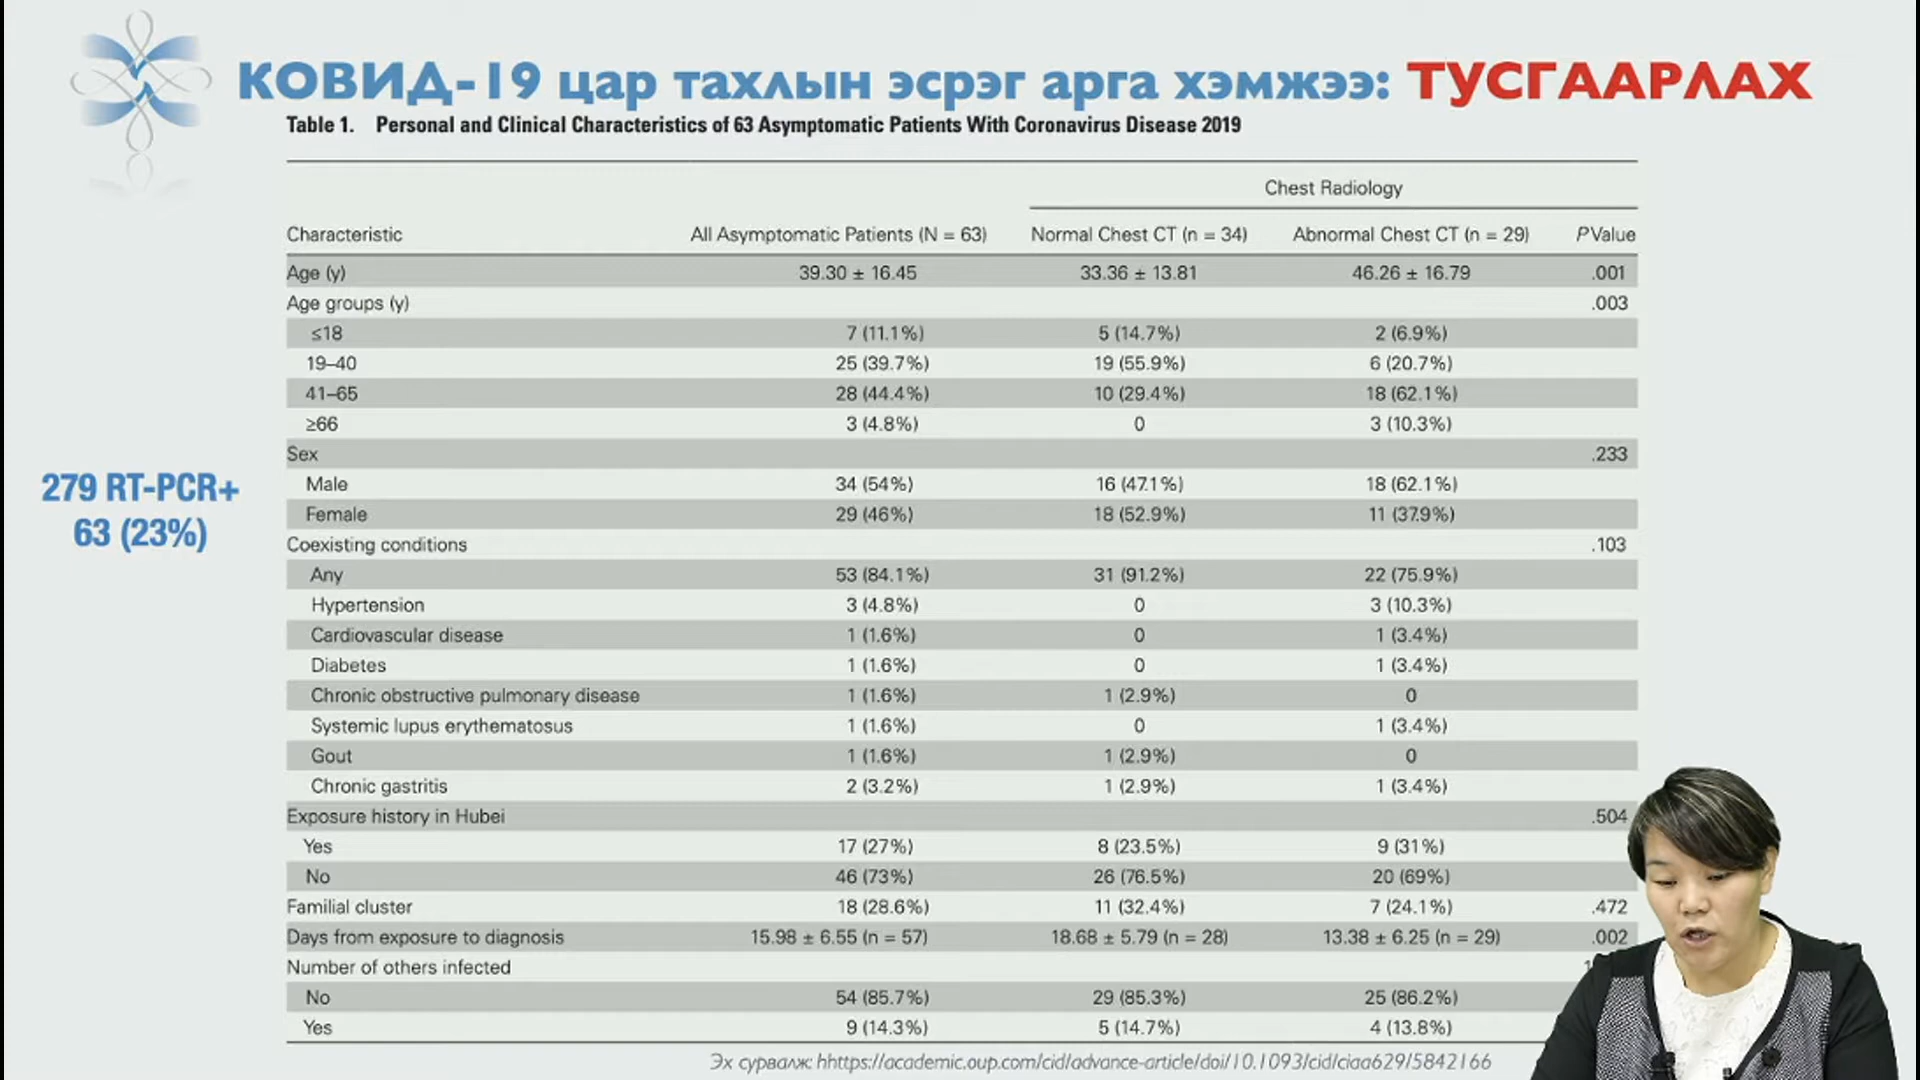 КОВИД-19 цар тахлын эсрэг арга хэмжээ: ТУСГААРЛАХ
Table 1. Personal and Clinical Characteristics of 63 Asymptomatic Patients With Coronavirus Disease 2019
Chest Radiology
Characteristic All Asymptomatic Patients (N = 63) Normal Chest CT (n = 34) Abnormal Chest CT (n = 29) P Value
Age (y) 39.30 ± 16.45 33.36 ± 13.81 46.26 ± 16.79 .001
Age groups (y) .003
≤18 7 (11.1%) 5 (14.7%) 2 (6.9%)
19–40 25 (39.7%) 19 (55.9%) 6 (20.7%)
41–65 28 (44.4%) 10 (29.4%) 18 (62.1%)
≥66 3 (4.8%) 0 3 (10.3%)
Sex .233
Male 34 (54%) 16 (47.1%) 18 (62.1%)
Female 29 (46%) 18 (52.9%) 11 (37.9%)
Coexisting conditions .103
Any 53 (84.1%) 31 (91.2%) 22 (75.9%)
Hypertension 3 (4.8%) 0 3 (10.3%)
Cardiovascular disease 1 (1.6%) 0 1 (3.4%)
Diabetes 1 (1.6%) 0 1 (3.4%)
Chronic obstructive pulmonary disease 1 (1.6%) 1 (2.9%) 0
Systemic lupus erythematosus 1 (1.6%) 0 1 (3.4%)
Gout 1 (1.6%) 1 (2.9%) 0
Chronic gastritis 2 (3.2%) 1 (2.9%) 1 (3.4%)
Exposure history in Hubei .504
Yes 17 (27%) 8 (23.5%) 9 (31%)
No 46 (73%) 26 (76.5%) 20 (69%)
Familial cluster 18 (28.6%) 11 (32.4%) 7 (24.1%) .472
Days from exposure to diagnosis 15.98 ± 6.55 (n = 57) 18.68 ± 5.79 (n = 28) 13.38 ± 6.25 (n = 29) .002
Number of others infected
No 54 (85.7%) 29 (85.3%) 25 (86.2%)
Yes 9 (14.3%) 5 (14.7%) 4 (13.8%)
279 RT-PCR+
63 (23%)
Эх сурвалж: hhttps://academic.oup.com/cid/advance-article/doi/10.1093/cid/ciaa629/5842166